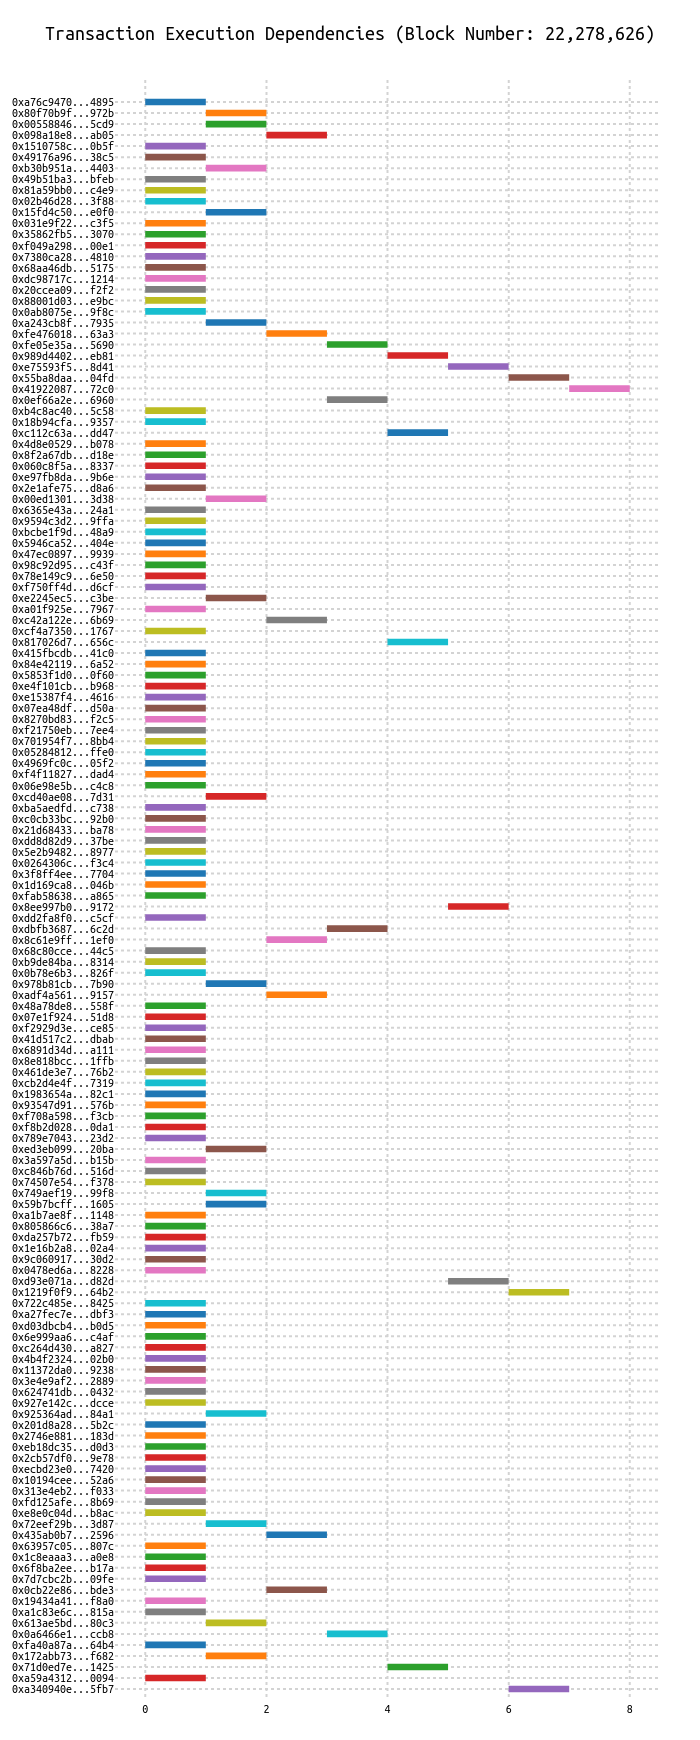 Transaction Execution Dependencies (Block Number: 22,278,626)
0xa76c9470...4895
0x80f70b9f...972b
0x00558846...5cd9
0x098a18e8...ab05
0x1510758c...0b5f
0x49176a96...38c5
0xb30b951a...4403
0x49b51ba3...bfeb
0x81a59bb0...c4e9
0x02b46d28...3f88
0x15fd4c50...e0f0
0x031e9f22...c3f5
0x35862fb5...3070
0xf049a298...00e1
0x7380ca28...4810
0x68aa46db...5175
0xdc98717c...1214
0x20ccea09...f2f2
0x88001d03...e9bc
0x0ab8075e...9f8c
0xa243cb8f...7935
0xfe476018...63a3
0xfe05e35a...5690
0x989d4402...eb81
0xe75593f5...8d41
0x55ba8daa...04fd
0x41922087...72c0
0x0ef66a2e...6960
0xb4c8ac40...5c58
0x18b94cfa...9357
0xc112c63a...dd47
0x4d8e0529...b078
0x8f2a67db...d18e
0x060c8f5a...8337
0xe97fb8da...9b6e
0x2e1afe75...d8a6
0x00ed1301...3d38
0x6365e43a...24a1
0x9594c3d2...9ffa
0xbcbe1f9d...48a9
0x5946ca52...404e
0x47ec0897...9939
0x98c92d95...c43f
0x78e149c9...6e50
0xf750ff4d...d6cf
0xe2245ec5...c3be
0xa01f925e...7967
0xc42a122e...6b69
0xcf4a7350...1767
0x817026d7...656c
0x415fbcdb...41c0
0x84e42119...6a52
0x5853f1d0...0f60
0xe4f101cb...b968
0xe15387f4...4616
0x07ea48df...d50a
0x8270bd83...f2c5
0xf21750eb...7ee4
0x701954f7...8bb4
0x05284812...ffe0
0x4969fc0c...05f2
0xf4f11827...dad4
0x06e98e5b...c4c8
0xcd40ae08...7d31
0xba5aedfd...c738
0xc0cb33bc...92b0
0x21d68433...ba78
0xdd8d82d9...37be
0x5e2b9482...8977
0x0264306c...f3c4
0x3f8ff4ee...7704
0x1d169ca8...046b
0xfab58638...a865
0x8ee997b0...9172
0xdd2fa8f0...c5cf
0xdbfb3687...6c2d
0x8c61e9ff...1ef0
0x68c80cce...44c5
0xb9de84ba...8314
0x0b78e6b3...826f
0x978b81cb...7b90
0xadf4a561...9157
0x48a78de8...558f
0x07e1f924...51d8
0xf2929d3e...ce85
0x41d517c2...dbab
0x6891d34d...a111
0x8e818bcc...1ffb
0x461de3e7...76b2
0xcb2d4e4f...7319
0x1983654a...82c1
0x93547d91...576b
0xf708a598...f3cb
0xf8b2d028...0da1
0x789e7043...23d2
0xed3eb099...20ba
0x3a597a5d...b15b
0xc846b76d...516d
0x74507e54...f378
0x749aef19...99f8
0x59b7bcff...1605
0xa1b7ae8f...1148
0x805866c6...38a7
0xda257b72...fb59
0x1e16b2a8...02a4
0x9c060917...30d2
0x0478ed6a...8228
0xd93e071a...d82d
0x1219f0f9...64b2
0x722c485e...8425
0xa27fec7e...dbf3
0xd03dbcb4...b0d5
0x6e999aa6...c4af
0xc264d430...a827
0x4b4f2324...02b0
0x11372da0...9238
0x3e4e9af2...2889
0x624741db...0432
0x927e142c...dcce
0x925364ad...84a1
0x201d8a28...5b2c
0x2746e881...183d
0xeb18dc35...d0d3
0x2cb57df0...9e78
0xecbd23e0...7420
0x10194cee...52a6
0x313e4eb2...f033
0xfd125afe...8b69
0xe8e0c04d...b8ac
0x72eef29b...3d87
0x435ab0b7...2596
0x63957c05...807c
0x1c8eaaa3...a0e8
0x6f8ba2ee...b17a
0x7d7cbc2b...09fe
0x0cb22e86...bde3
0x19434a41...f8a0
0xa1c83e6c...815a
0x613ae5bd...80c3
0x0a6466e1...ccb8
0xfa40a87a...64b4
0x172abb73...f682
0x71d0ed7e...1425
0xa59a4312...0094
0xa340940e...5fb7
0 2 4 6 8